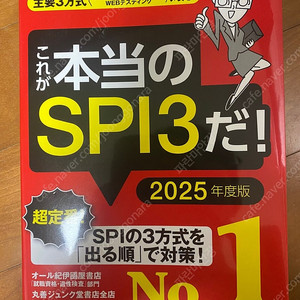 主要3方式
WEBテスティング
これが
本当の
SPI3だ!
2025年度版
超定番
SPIの3方式を
「出る順」で対策!
オール紀伊國屋書店
「就職資格・適性検査」部門
丸善ジュンク堂書店全店
No 1